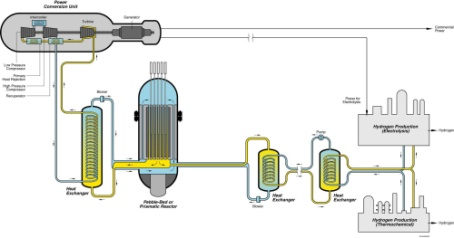 Power
Conversion Unit
Intercooler
Turbine
Generator
Low Pressure
Compressor
Primary
High Pressure
Compressor
Recuperator
Commercial
Power
Power for
Electrolysis
Blower
Heat
Exchanger
Pebble-Bed or
Prismatic Reactor
Heat
Exchanger
Blower
Pump
Heat
Exchanger
Hydrogen Production
(Electrolysis)
Hydrogen
Hydrogen Production
(Thermochemical)
Hydrogen